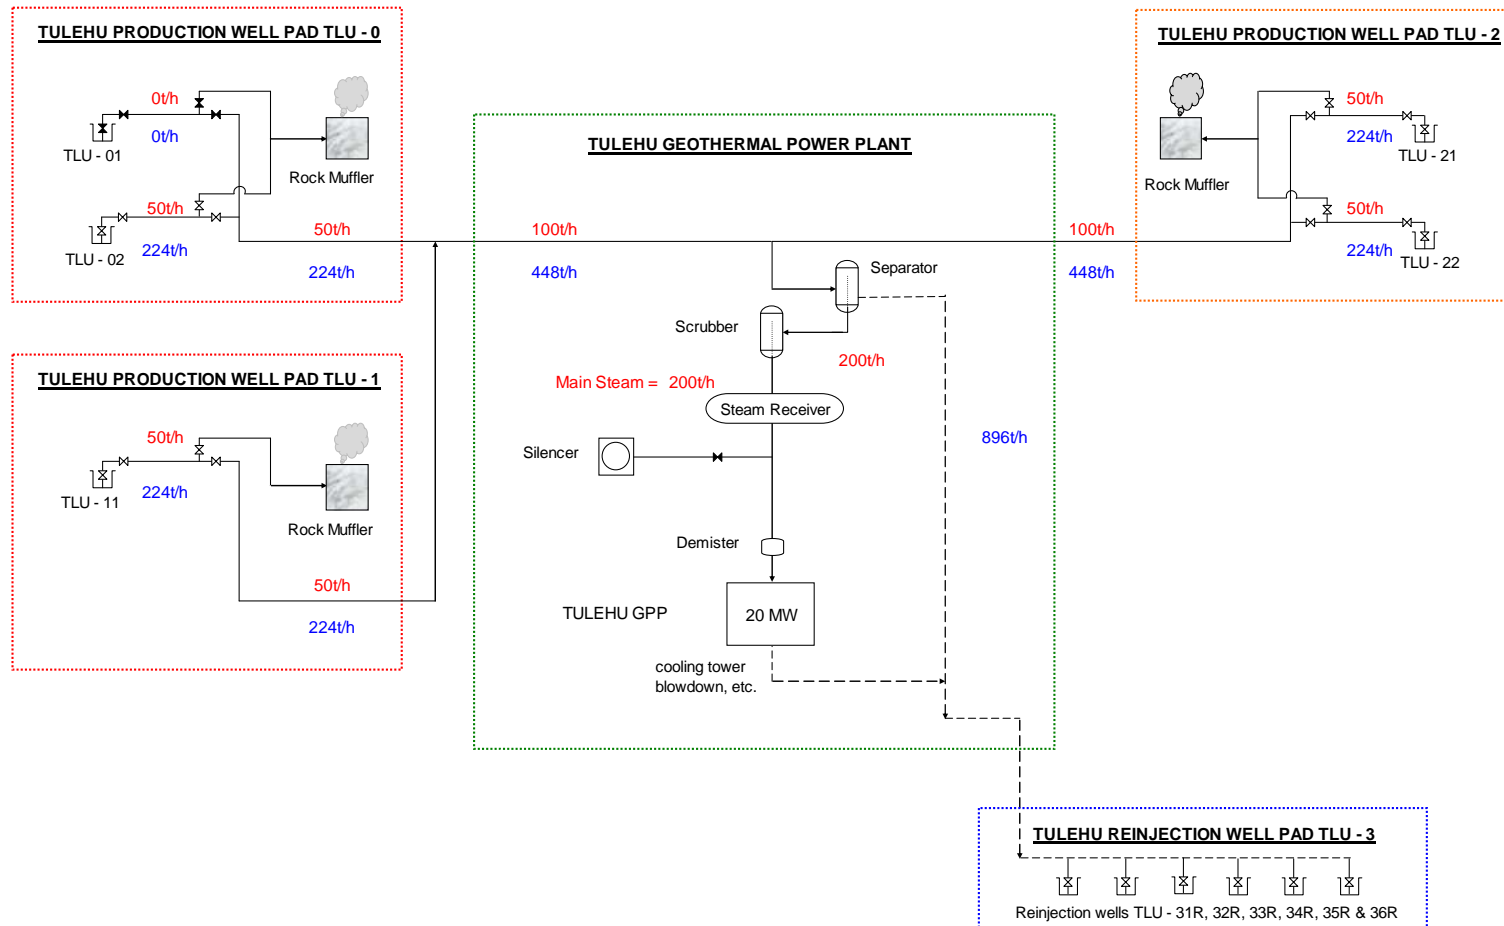 TULEHU PRODUCTION WELL PAD TLU - 0
0t/h
0t/h
TLU - 01
Rock Muffler
50t/h
224t/h
TLU - 02
50t/h
224t/h
TULEHU PRODUCTION WELL PAD TLU - 1
50t/h
224t/h
TLU - 11
Rock Muffler
50t/h
224t/h
TULEHU GEOTHERMAL POWER PLANT
100t/h
448t/h
Separator
Scrubber
200t/h
Main Steam = 200t/h
Steam Receiver
896t/h
Silencer
Demister
TULEHU GPP
20 MW
cooling tower
blowdown, etc.
TULEHU PRODUCTION WELL PAD TLU - 2
50t/h
224t/h
TLU - 21
Rock Muffler
50t/h
224t/h
TLU - 22
100t/h
448t/h
TULEHU REINJECTION WELL PAD TLU - 3
Reinjection wells TLU - 31R, 32R, 33R, 34R, 35R & 36R